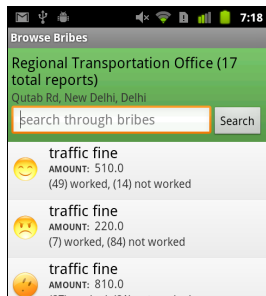 7:18
Browse Bribes
Regional Transportation Office (17
total reports)
Qutab Rd, New Delhi, Delhi
search through bribes
Search
traffic fine
AMOUNT: 510.0
(49) worked, (14) not worked
traffic fine
AMOUNT: 220.0
(7) worked, (84) not worked
traffic fine
AMOUNT: 810.0